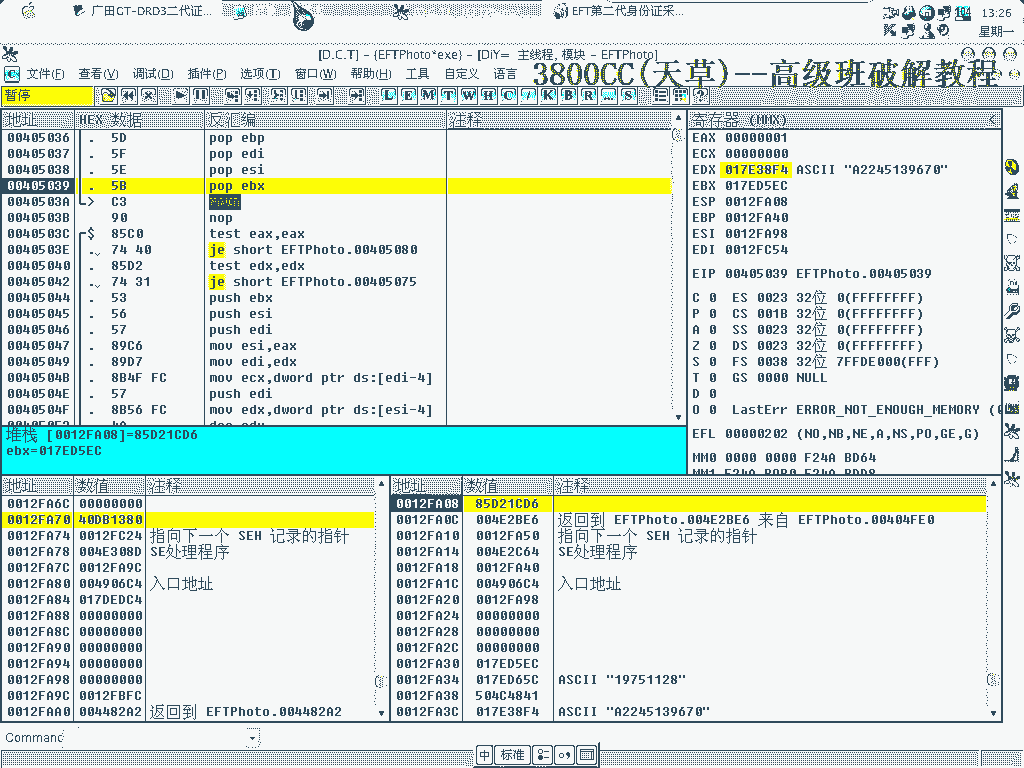 广田GT-DRD3二代证...
EFT第二代身份证采...
104
13:26
星期一
[D.C.T] - {EFTPhoto*exe} - [DiY= 主线程, 模块 - EFTPhoto]
文件(F) 查看(V) 调试(D) 插件(P) 选项(T) 窗口(W) 帮助(H) 工具 自定义 语言
3800CC(天草)--高级班破解教程
暂停
L E M T W H C / K B R ... S
地址 HEX 数据 反汇编 注释
00405036 . 5D pop ebp
00405037 . 5F pop edi
00405038 . 5E pop esi
00405039 . 5B pop ebx
0040503A > C3
0040503B 90 nop
0040503C $ 85C0 test eax,eax
0040503E . 74 40 je short EFTPhoto.00405080
00405040 . 85D2 test edx,edx
00405042 . 74 31 je short EFTPhoto.00405075
00405044 . 53 push ebx
00405045 . 56 push esi
00405046 . 57 push edi
00405047 . 89C6 mov esi,eax
00405049 . 89D7 mov edi,edx
0040504B . 8B4F FC mov ecx,dword ptr ds:[edi-4]
0040504E . 57 push edi
0040504F . 8B56 FC mov edx,dword ptr ds:[esi-4]
寄存器 (MMX)
EAX 00000001
ECX 00000000
EDX 017E38F4 ASCII "A2245139670"
EBX 017ED5EC
ESP 0012FA08
EBP 0012FA40
ESI 0012FA98
EDI 0012FC54
EIP 00405039 EFTPhoto.00405039
C 0 ES 0023 32位 0(FFFFFFFF)
P 0 CS 001B 32位 0(FFFFFFFF)
A 0 SS 0023 32位 0(FFFFFFFF)
Z 0 DS 0023 32位 0(FFFFFFFF)
S 0 FS 0038 32位 7FFDE000(FFF)
T 0 GS 0000 NULL
D 0
O 0 LastErr ERROR_NOT_ENOUGH_MEMORY (0
EFL 00000202 (NO,NB,NE,A,NS,PO,GE,G)
MM0 0000 0000 F24A BD64
堆栈 [0012FA08]=85D21CD6
ebx=017ED5EC
地址 数值 注释
0012FA6C 00000000
0012FA70 40DB1380
0012FA74 0012FC24 指向下一个 SEH 记录的指针
0012FA78 004E308D SE处理程序
0012FA7C 0012FA9C
0012FA80 004906C4 入口地址
0012FA84 017DEDC4
0012FA88 00000000
0012FA8C 00000000
0012FA90 00000000
0012FA94 00000000
0012FA98 00000000
0012FA9C 0012FBFC
0012FAA0 004482A2 返回到 EFTPhoto.004482A2
地址 数值 注释
0012FA08 85D21CD6
0012FA0C 004E2BE6 返回到 EFTPhoto.004E2BE6 来自 EFTPhoto.00404FE0
0012FA10 0012FA50 指向下一个 SEH 记录的指针
0012FA14 004E2C64 SE处理程序
0012FA18 0012FA40
0012FA1C 004906C4 入口地址
0012FA20 0012FA98
0012FA24 00000000
0012FA28 00000000
0012FA2C 00000000
0012FA30 017ED5EC
0012FA34 017ED65C ASCII "19751128"
0012FA38 504C4841
0012FA3C 017E38F4 ASCII "A2245139670"
Command
中 标准